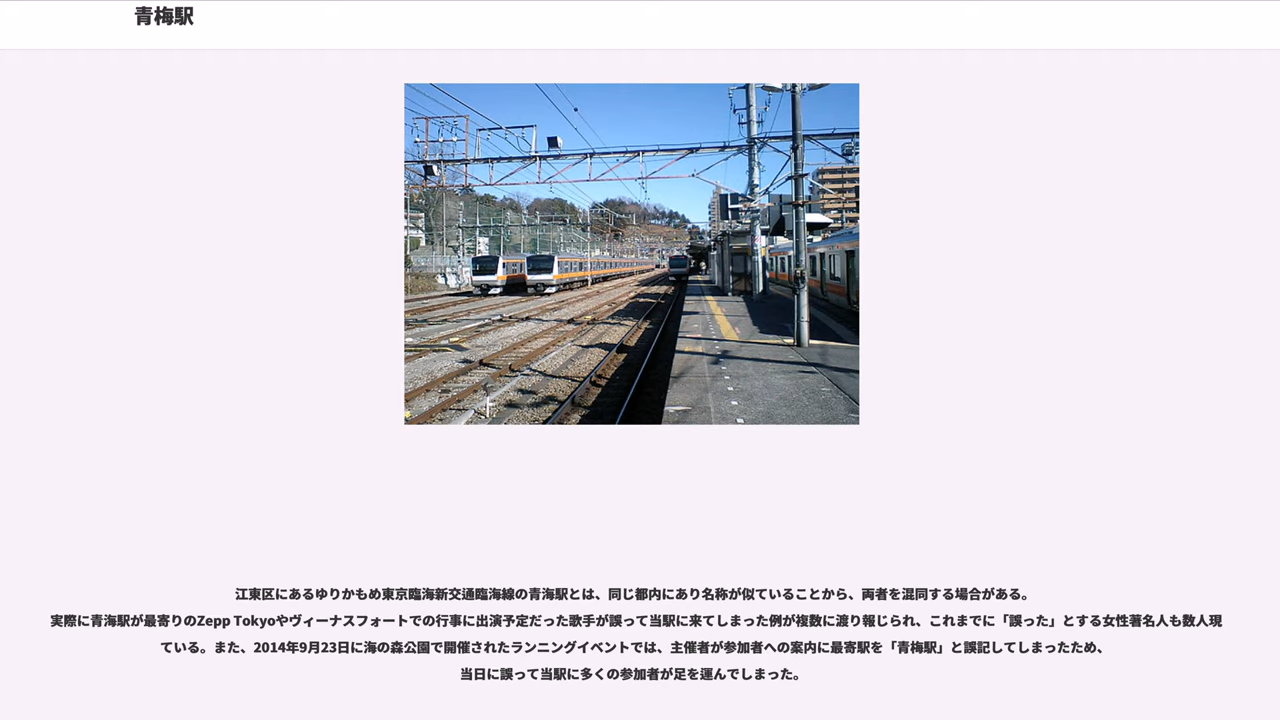 青梅駅
江東区にあるゆりかもめ東京臨海新交通臨海線の青海駅とは、同じ都内にあり名称が似ていることから、両者を混同する場合がある。
実際に青海駅が最寄りのZepp Tokyoやヴィーナスフォートでの行事に出演予定だった歌手が誤って当駅に来てしまった例が複数に渡り報じられ、これまでに「誤った」とする女性著名人も数人現
ている。また、2014年9月23日に海の森公園で開催されたランニングイベントでは、主催者が参加者への案内に最寄駅を「青梅駅」と誤記してしまったため、
当日に誤って当駅に多くの参加者が足を運んでしまった。